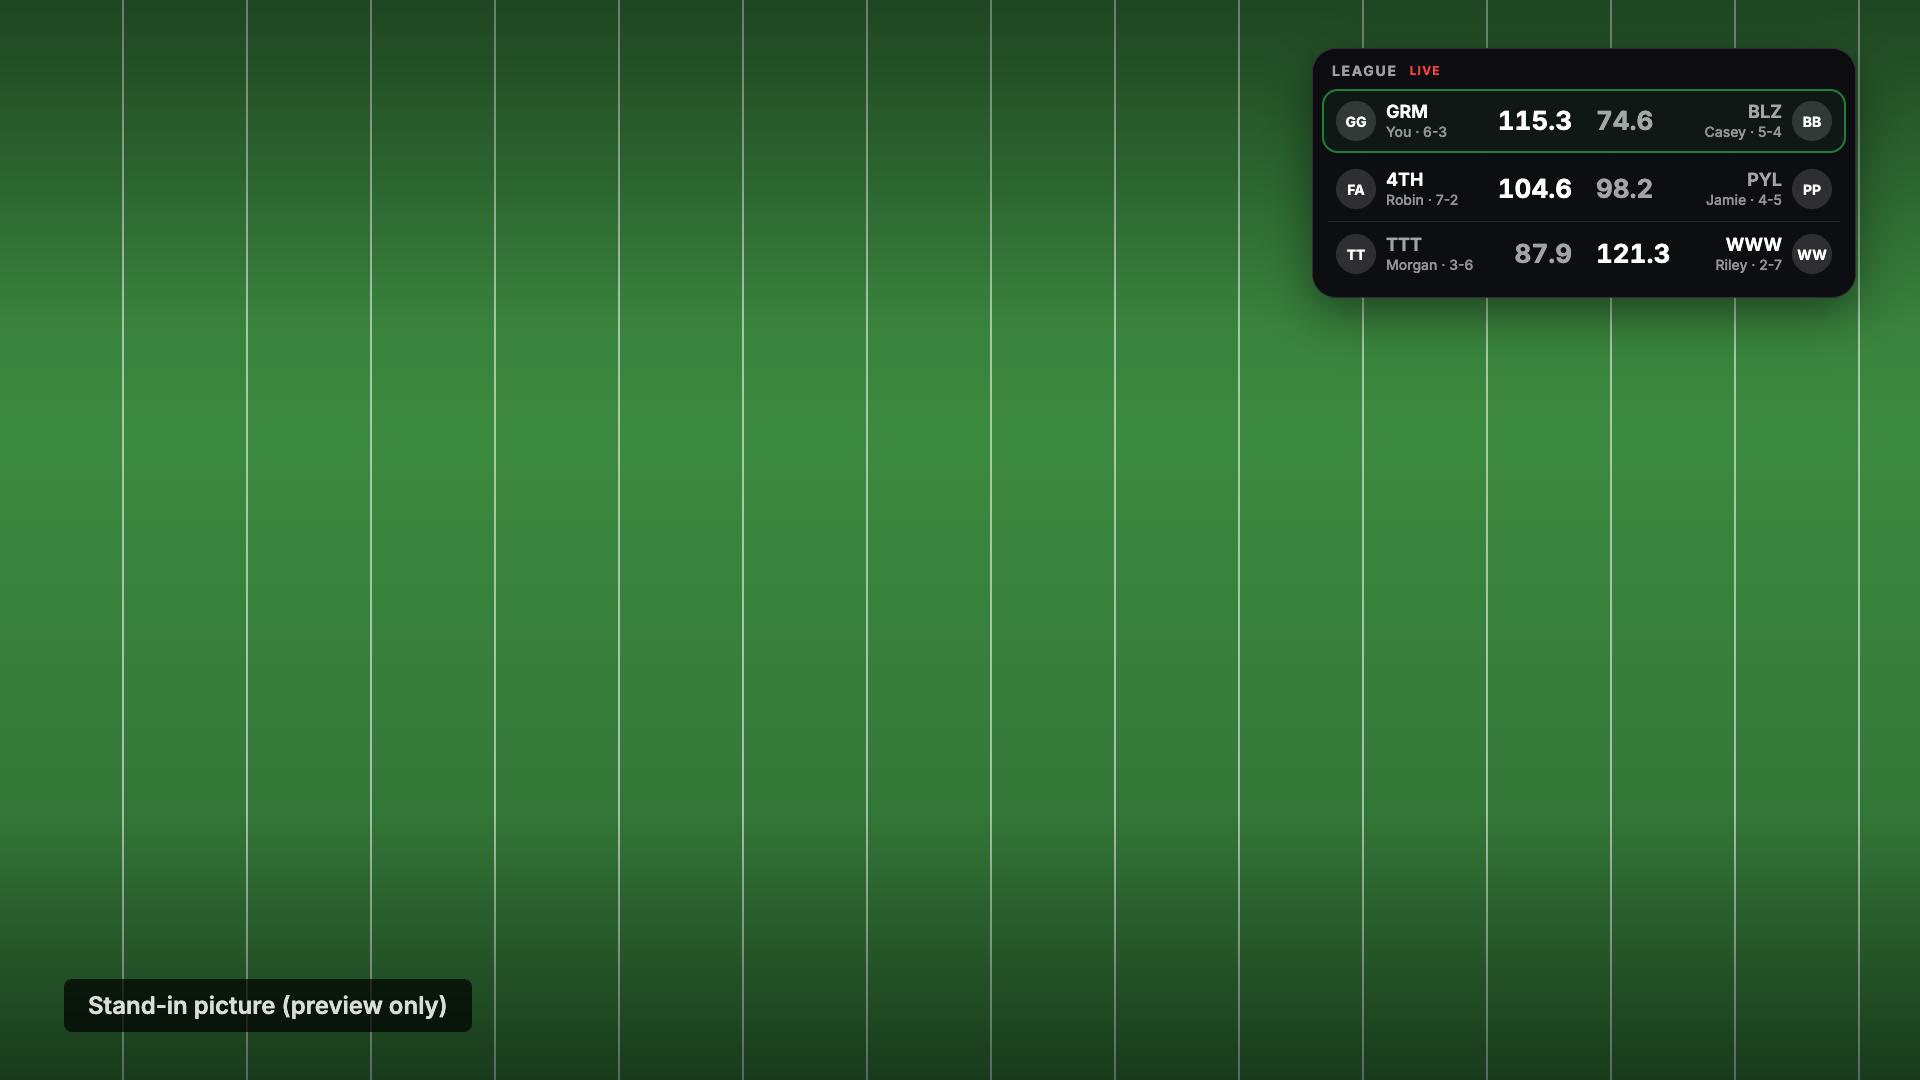 LEAGUE LIVE
GG GRM 115.3 74.6 BLZ BB
You · 6-3 Casey · 5-4
FA 4TH 104.6 98.2 PYL PP
Robin · 7-2 Jamie · 4-5
TT TTT 87.9 121.3 WWW WW
Morgan · 3-6 Riley · 2-7
Stand-in picture (preview only)